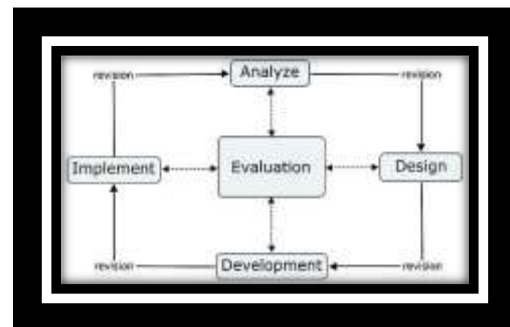 revision Analyze revision
Implement Evaluation Design
revision Development revision